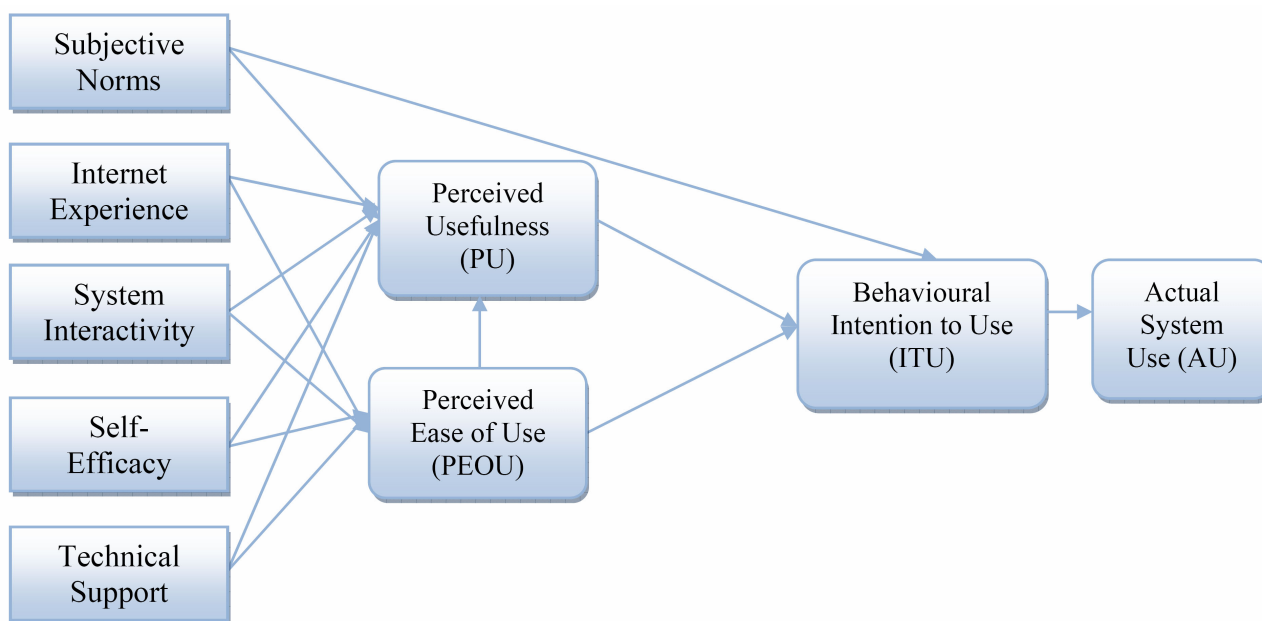 Subjective
Norms
Internet
Experience
System
Interactivity
Self-
Efficacy
Technical
Support
Perceived
Usefulness
(PU)
Perceived
Ease of Use
(PEOU)
Behavioural
Intention to Use
(ITU)
Actual
System
Use (AU)